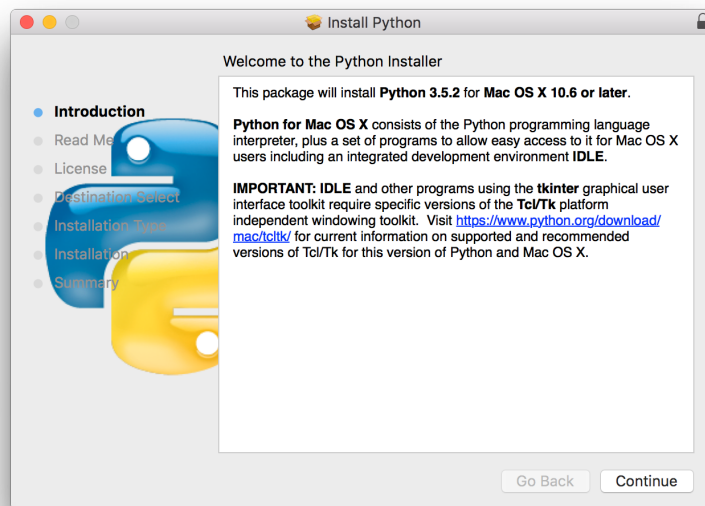 Install Python
Welcome to the Python Installer
Introduction
Read Me
License
Destination Select
Installation Type
Installation
Summary
This package will install Python 3.5.2 for Mac OS X 10.6 or later.
Python for Mac OS X consists of the Python programming language
interpreter, plus a set of programs to allow easy access to it for Mac OS X
users including an integrated development environment IDLE.
IMPORTANT: IDLE and other programs using the tkinter graphical user
interface toolkit require specific versions of the Tcl/Tk platform
independent windowing toolkit.  Visit https://www.python.org/download/
mac/tcltk/ for current information on supported and recommended
versions of Tcl/Tk for this version of Python and Mac OS X.
Go Back
Continue